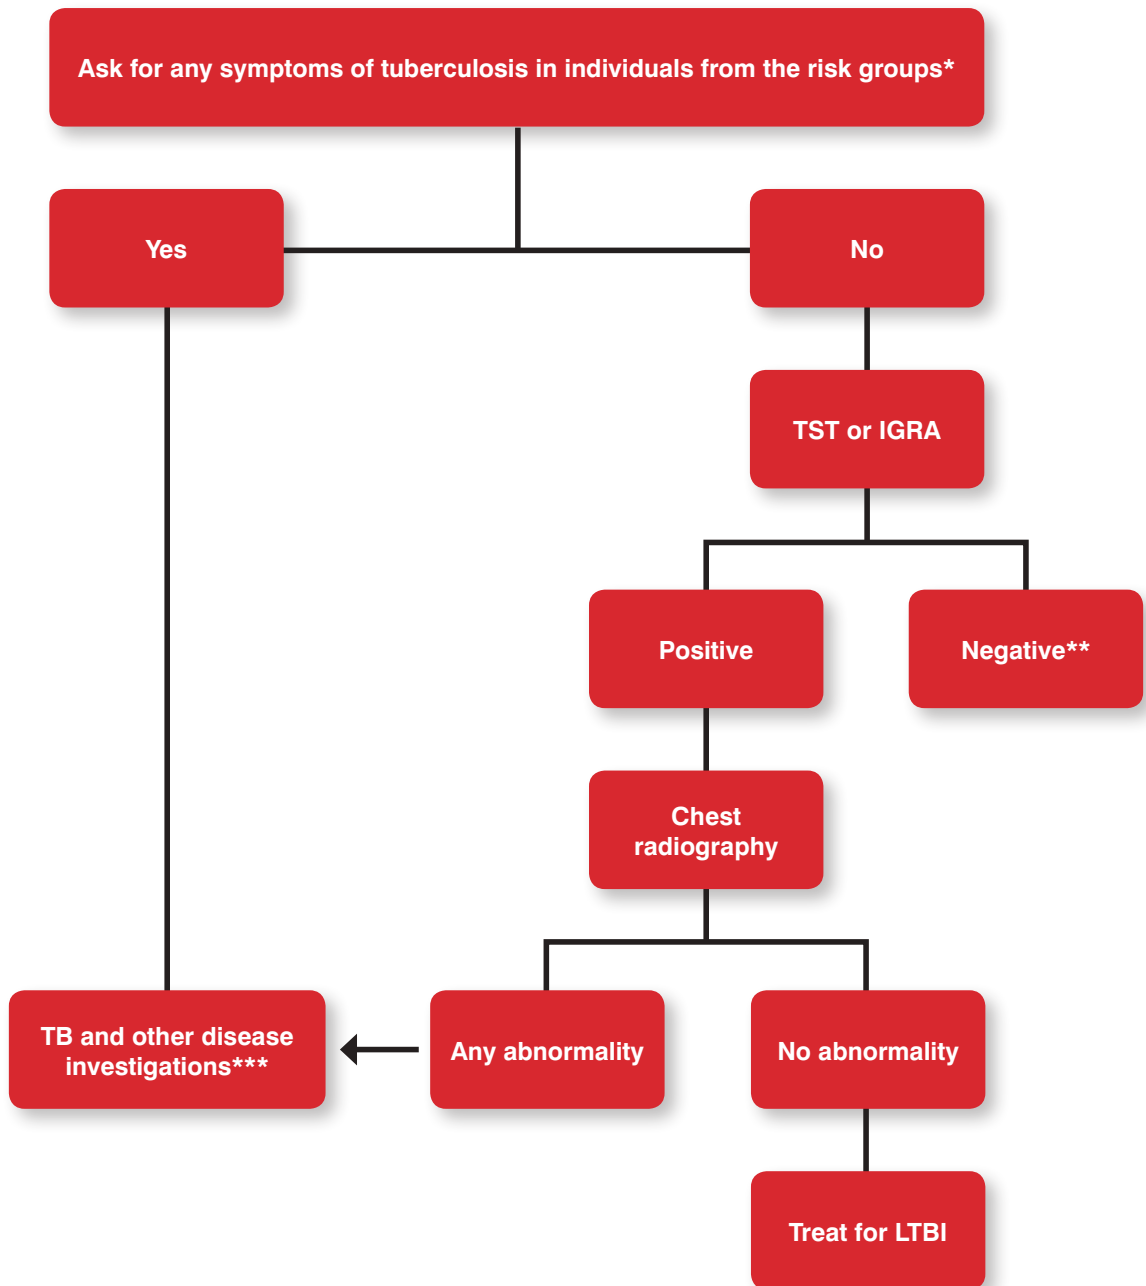 Ask for any symptoms of tuberculosis in individuals from the risk groups*
Yes
No
TST or IGRA
Positive
Negative**
Chest
radiography
TB and other disease
investigations***
Any abnormality
No abnormality
Treat for LTBI